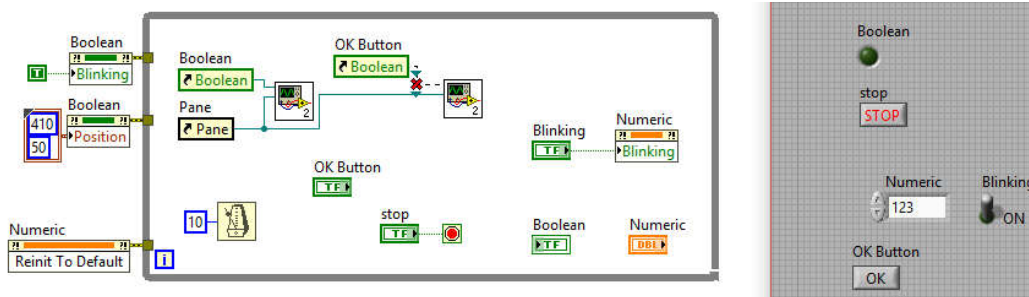 Boolean
?! ?!
T
Blinking
Boolean
?! ?!
410
50
Position
Numeric
?! ?!
Reinit To Default
i
Boolean
Boolean
Pane
Pane
2
OK Button
Boolean
2
OK Button
TF
10
stop
TF
Blinking
TF
Numeric
?! ?!
Blinking
Boolean
TF
Numeric
DBL
Boolean
stop
STOP
Numeric
123
Blinking
ON
OK Button
OK